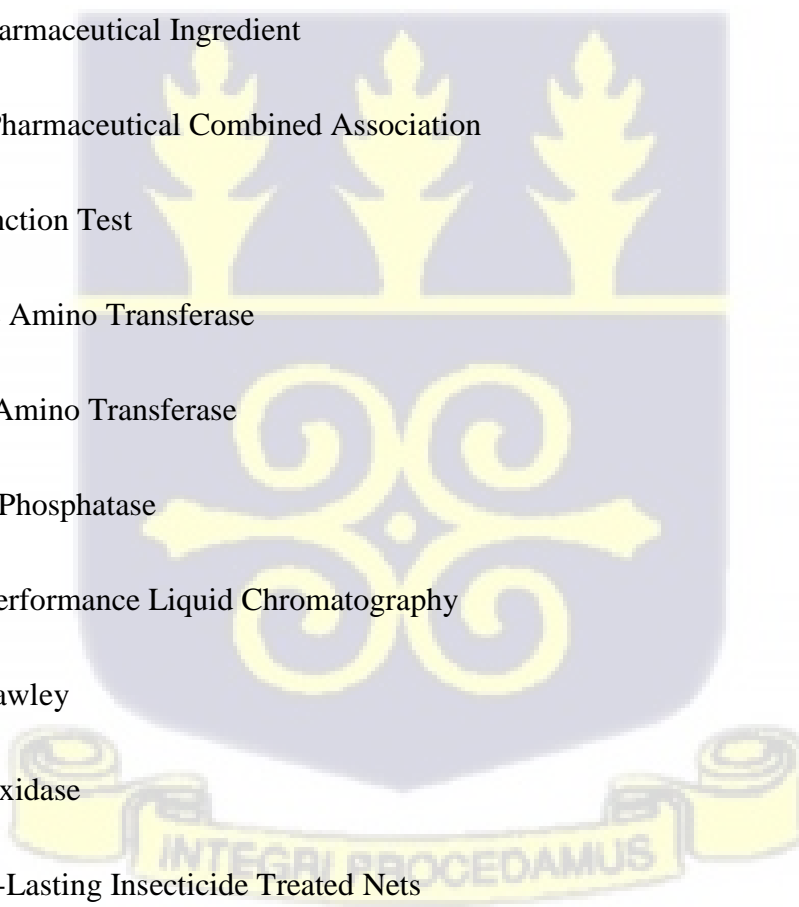 armaceutical Ingredient
Pharmaceutical Combined Association
nction Test
Amino Transferase
Amino Transferase
Phosphatase
erformance Liquid Chromatography
awley
xidase
INTEGRI PROCEDAMUS
-Lasting Insecticide Treated Nets